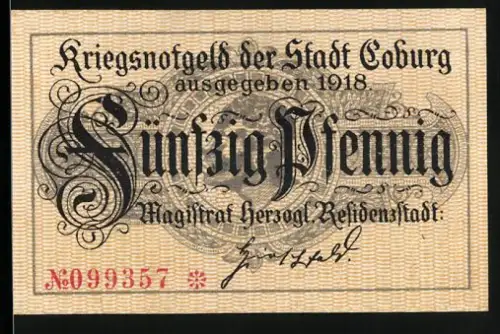 Kriegsnotgeld der Stadt Coburg
ausgegeben 1918.
Fünfzig Pfennig
Magistrat Herzogl. Residenzstadt:
№099357 ❊